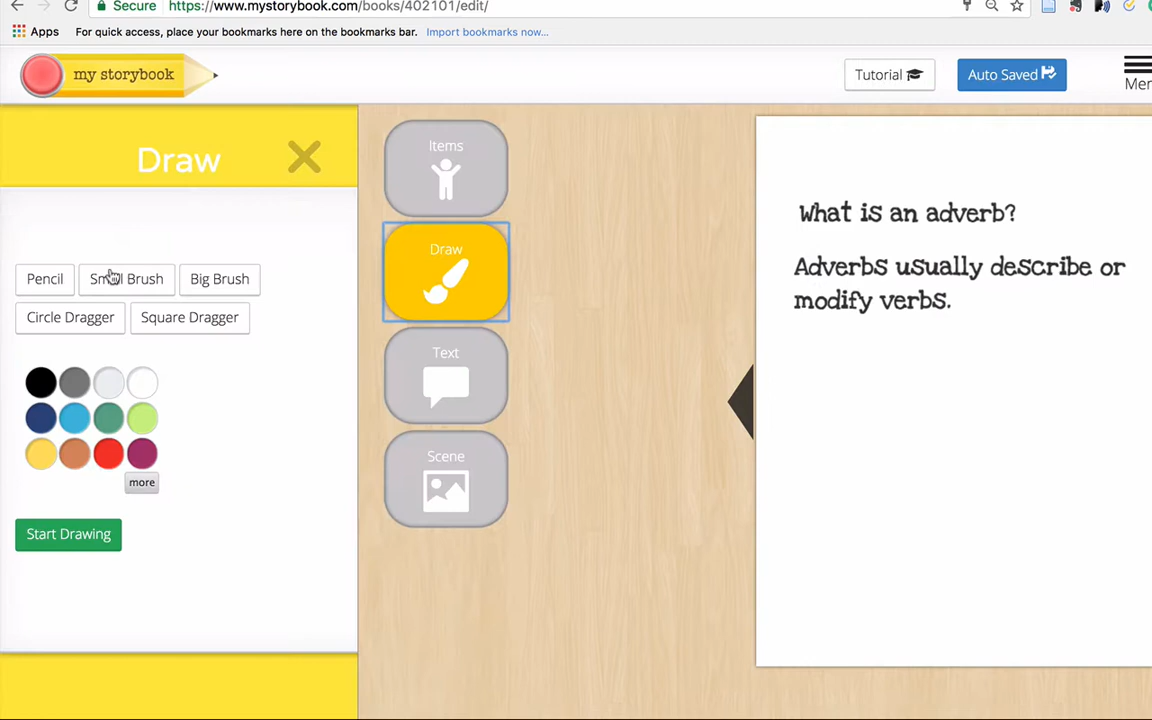 Secure https://www.mystorybook.com/books/402101/edit/
Apps For quick access, place your bookmarks here on the bookmarks bar. Import bookmarks now...
my storybook
Tutorial
Auto Saved
Draw
Pencil
Small Brush
Big Brush
Circle Dragger
Square Dragger
more
Start Drawing
Items
Draw
Text
Scene
What is an adverb?
Adverbs usually describe or
modify verbs.